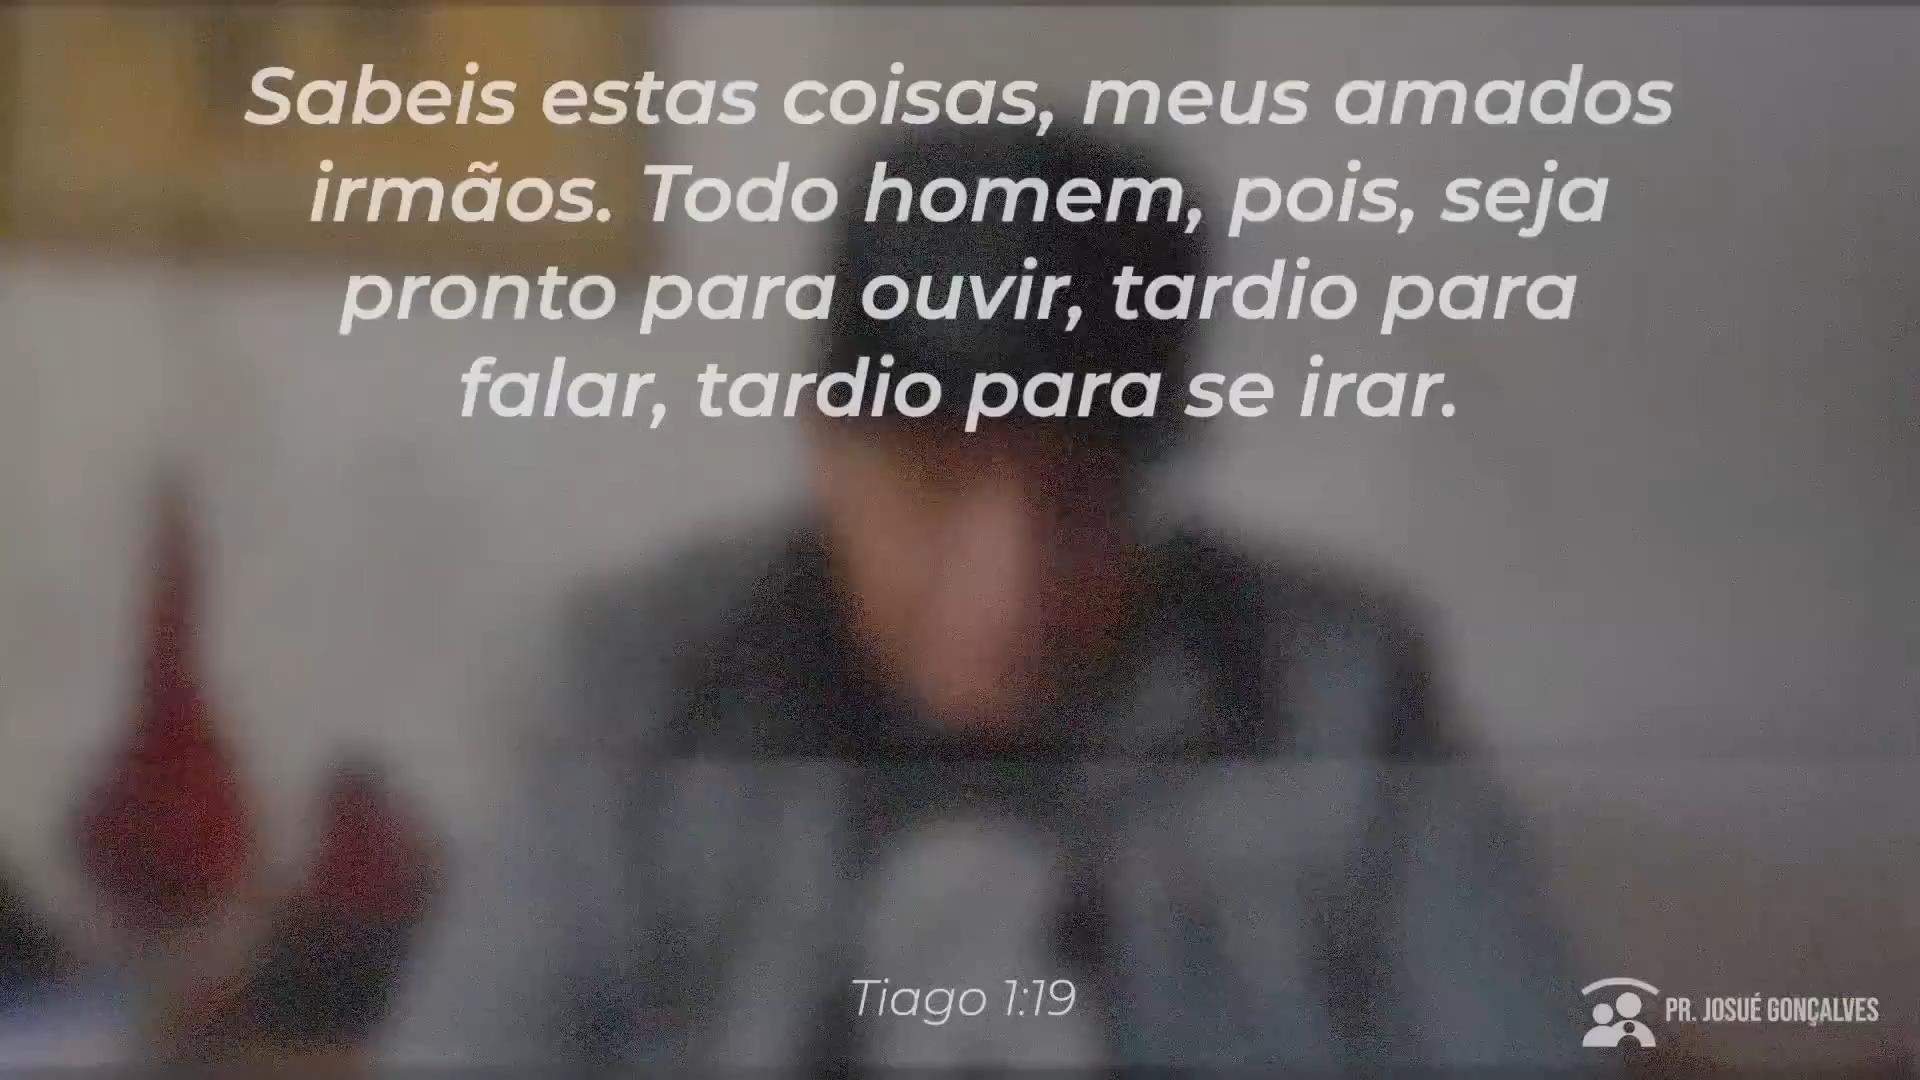 Sabeis estas coisas, meus amados
irmãos. Todo homem, pois, seja
pronto para ouvir, tardio para
falar, tardio para se irar.
Tiago 1:19
PR. JOSUÉ GONÇALVES